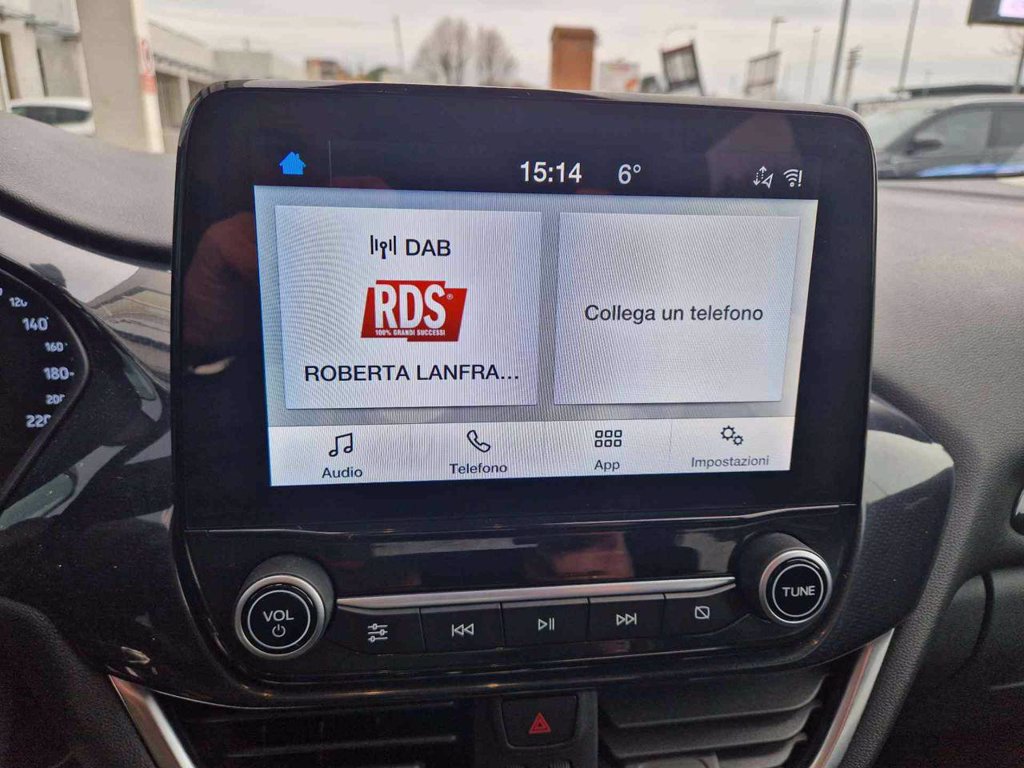 15:14 6°
DAB
RDS®
100% GRANDI SUCCESSI
ROBERTA LANFRA...
Collega un telefono
Audio
Telefono
App
Impostazioni
VOL
TUNE
120
140
160
180
200
220